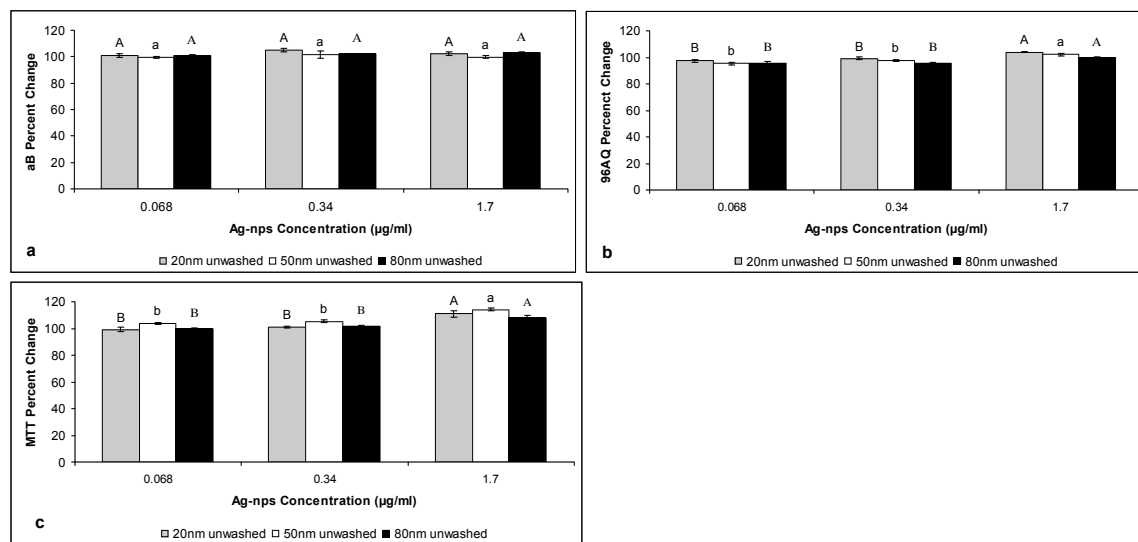 A a A A a A A a A
120
100
80
60
40
20
0
aB Percent Change
0.068 0.34 1.7
Ag-nps Concentration (µg/ml)
a
20nm unwashed 50nm unwashed 80nm unwashed
B b B B b B A a A
120
100
80
60
40
20
0
96AQ Percenct Change
0.068 0.34 1.7
Ag-nps Concentration (µg/ml)
b
20nm unwashed 50nm unwashed 80nm unwashed
B b B B b B A a A
120
100
80
60
40
20
0
MTT Percent Change
0.068 0.34 1.7
Ag-nps Concentration (µg/ml)
c
20nm unwashed 50nm unwashed 80nm unwashed